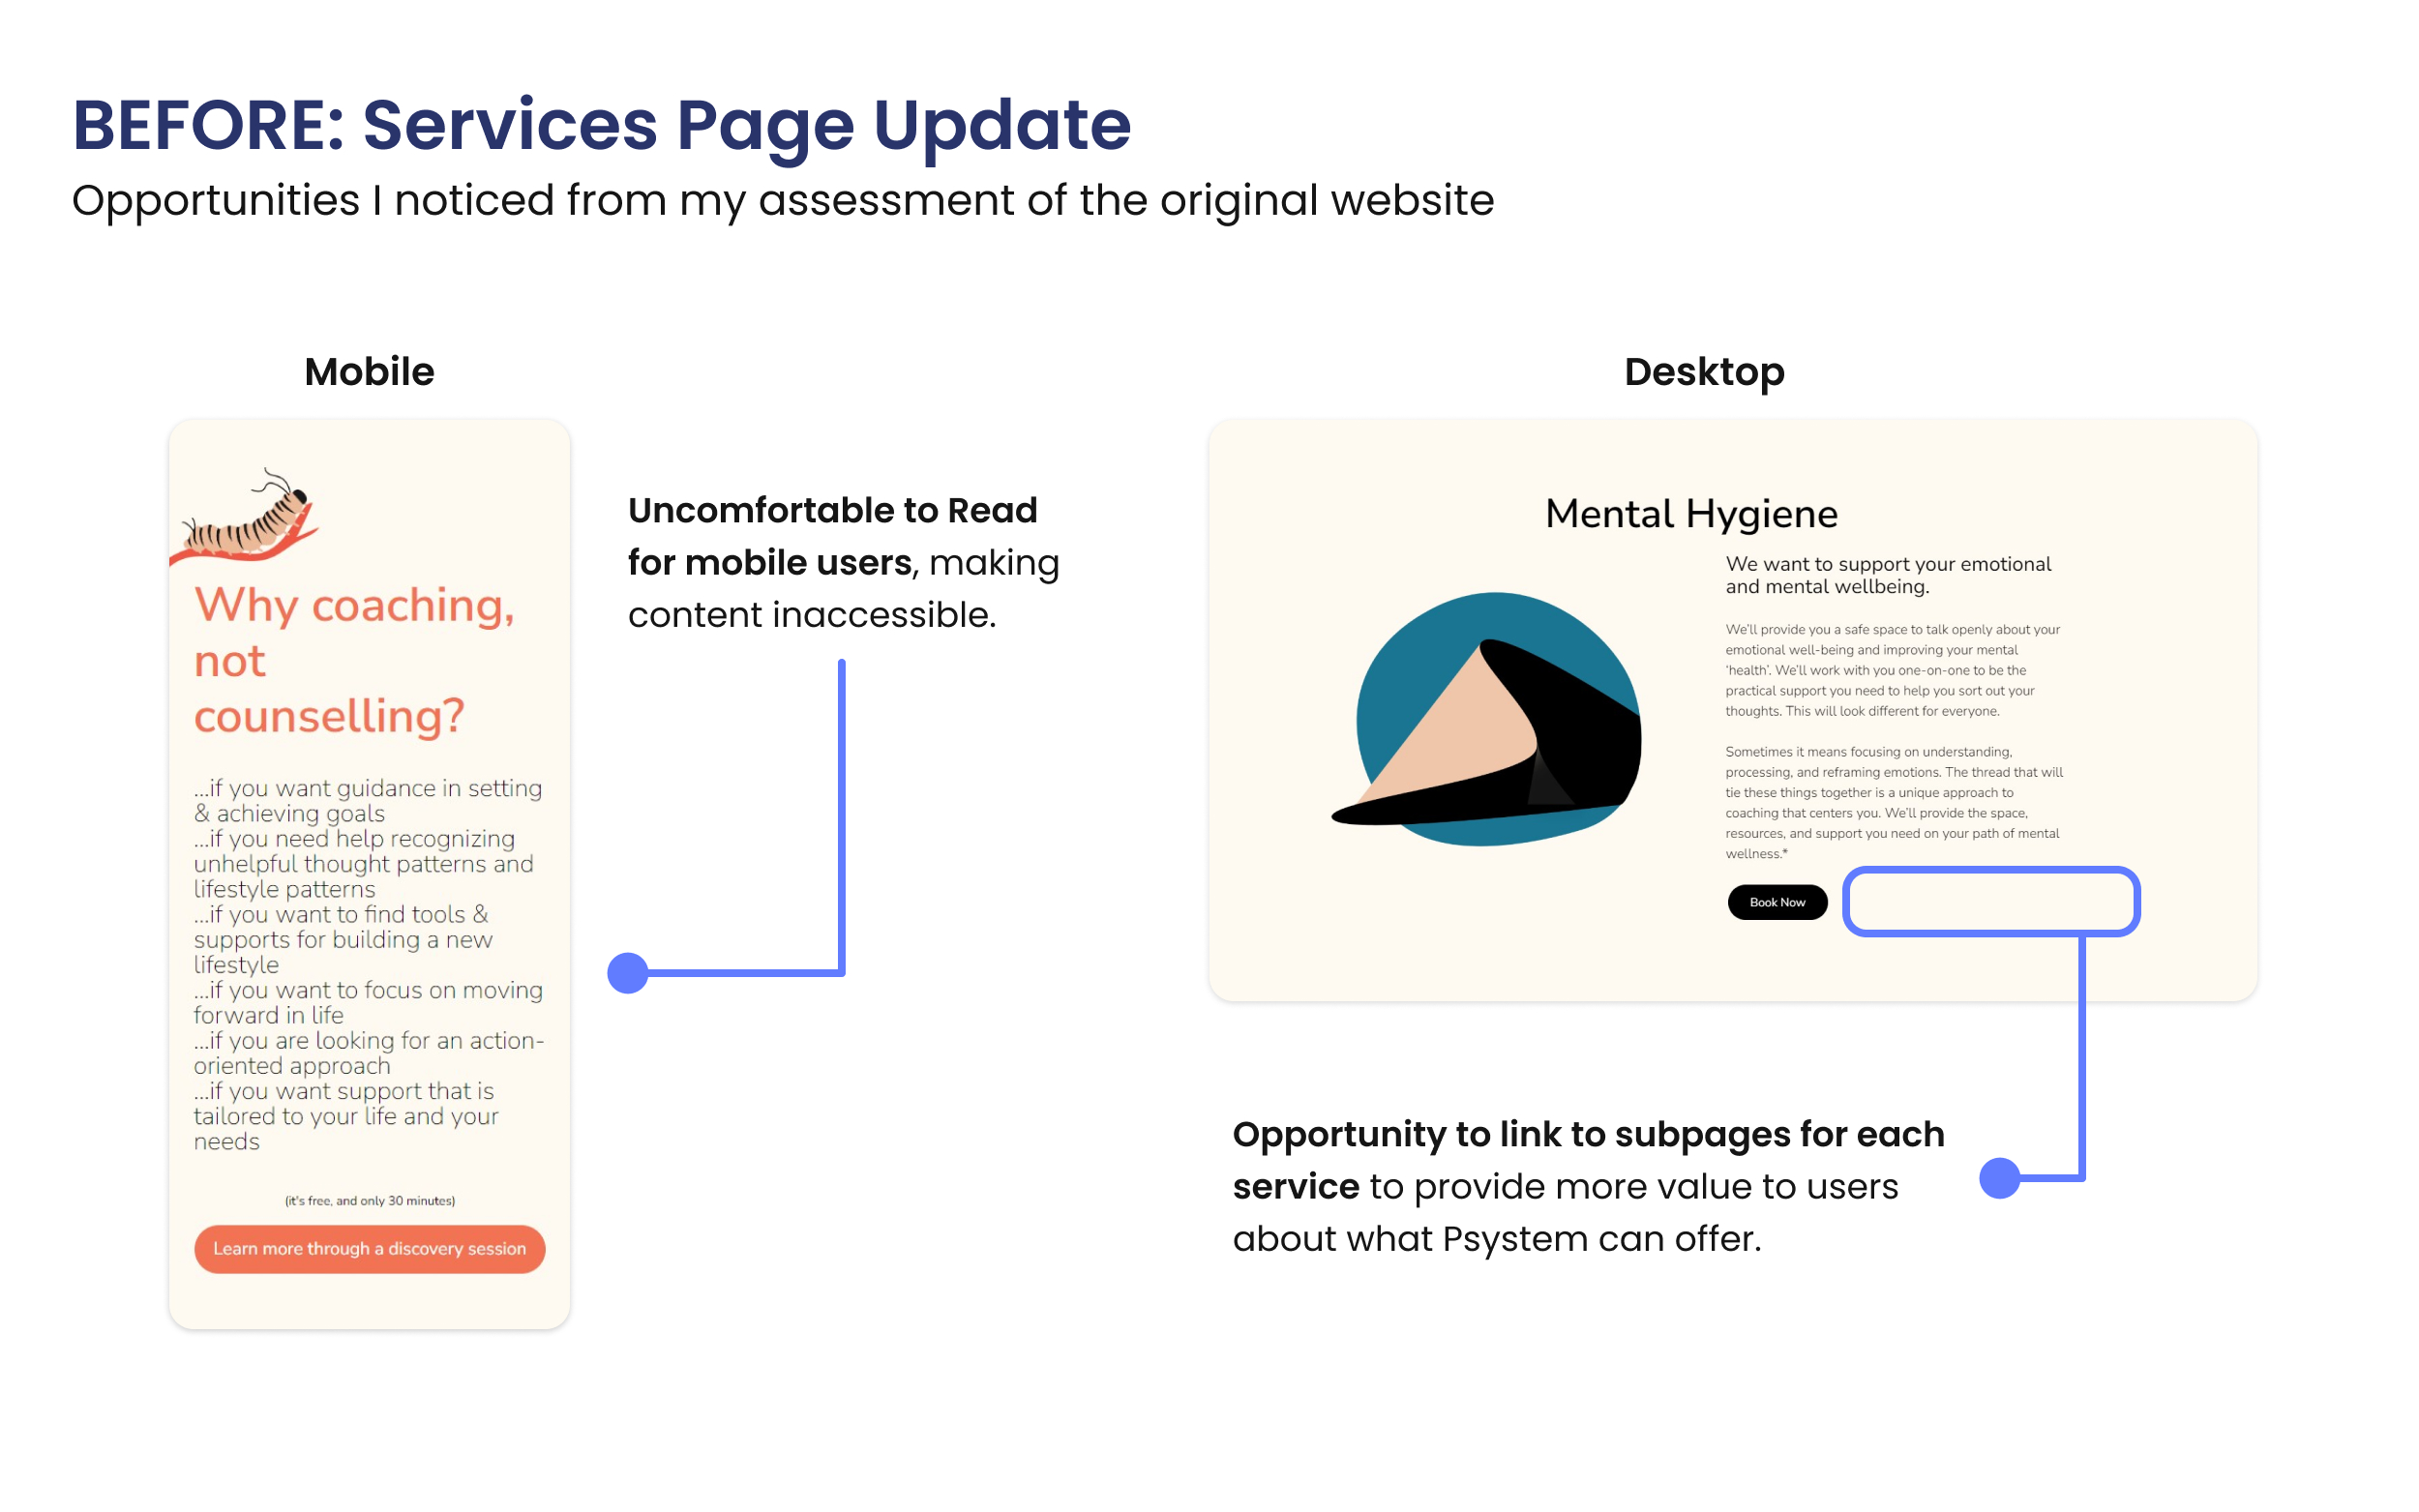 BEFORE: Services Page Update
Opportunities I noticed from my assessment of the original website
Mobile
Why coaching,
not
counselling?
...if you want guidance in setting
& achieving goals
...if you need help recognizing
unhelpful thought patterns and
lifestyle patterns
...if you want to find tools &
supports for building a new
lifestyle
...if you want to focus on moving
forward in life
...if you are looking for an action-
oriented approach
...if you want support that is
tailored to your life and your
needs
(it's free, and only 30 minutes)
Learn more through a discovery session
Uncomfortable to Read
for mobile users, making
content inaccessible.
Desktop
Mental Hygiene
We want to support your emotional
and mental wellbeing.
We'll provide you a safe space to talk openly about your
emotional well-being and improving your mental
'health'. We'll work with you one-on-one to be the
practical support you need to help you sort out your
thoughts. This will look different for everyone.
Sometimes it means focusing on understanding,
processing, and reframing emotions. The thread that will
tie these things together is a unique approach to
coaching that centers you. We'll provide the space,
resources, and support you need on your path of mental
wellness.*
Book Now
Opportunity to link to subpages for each
service to provide more value to users
about what Psystem can offer.